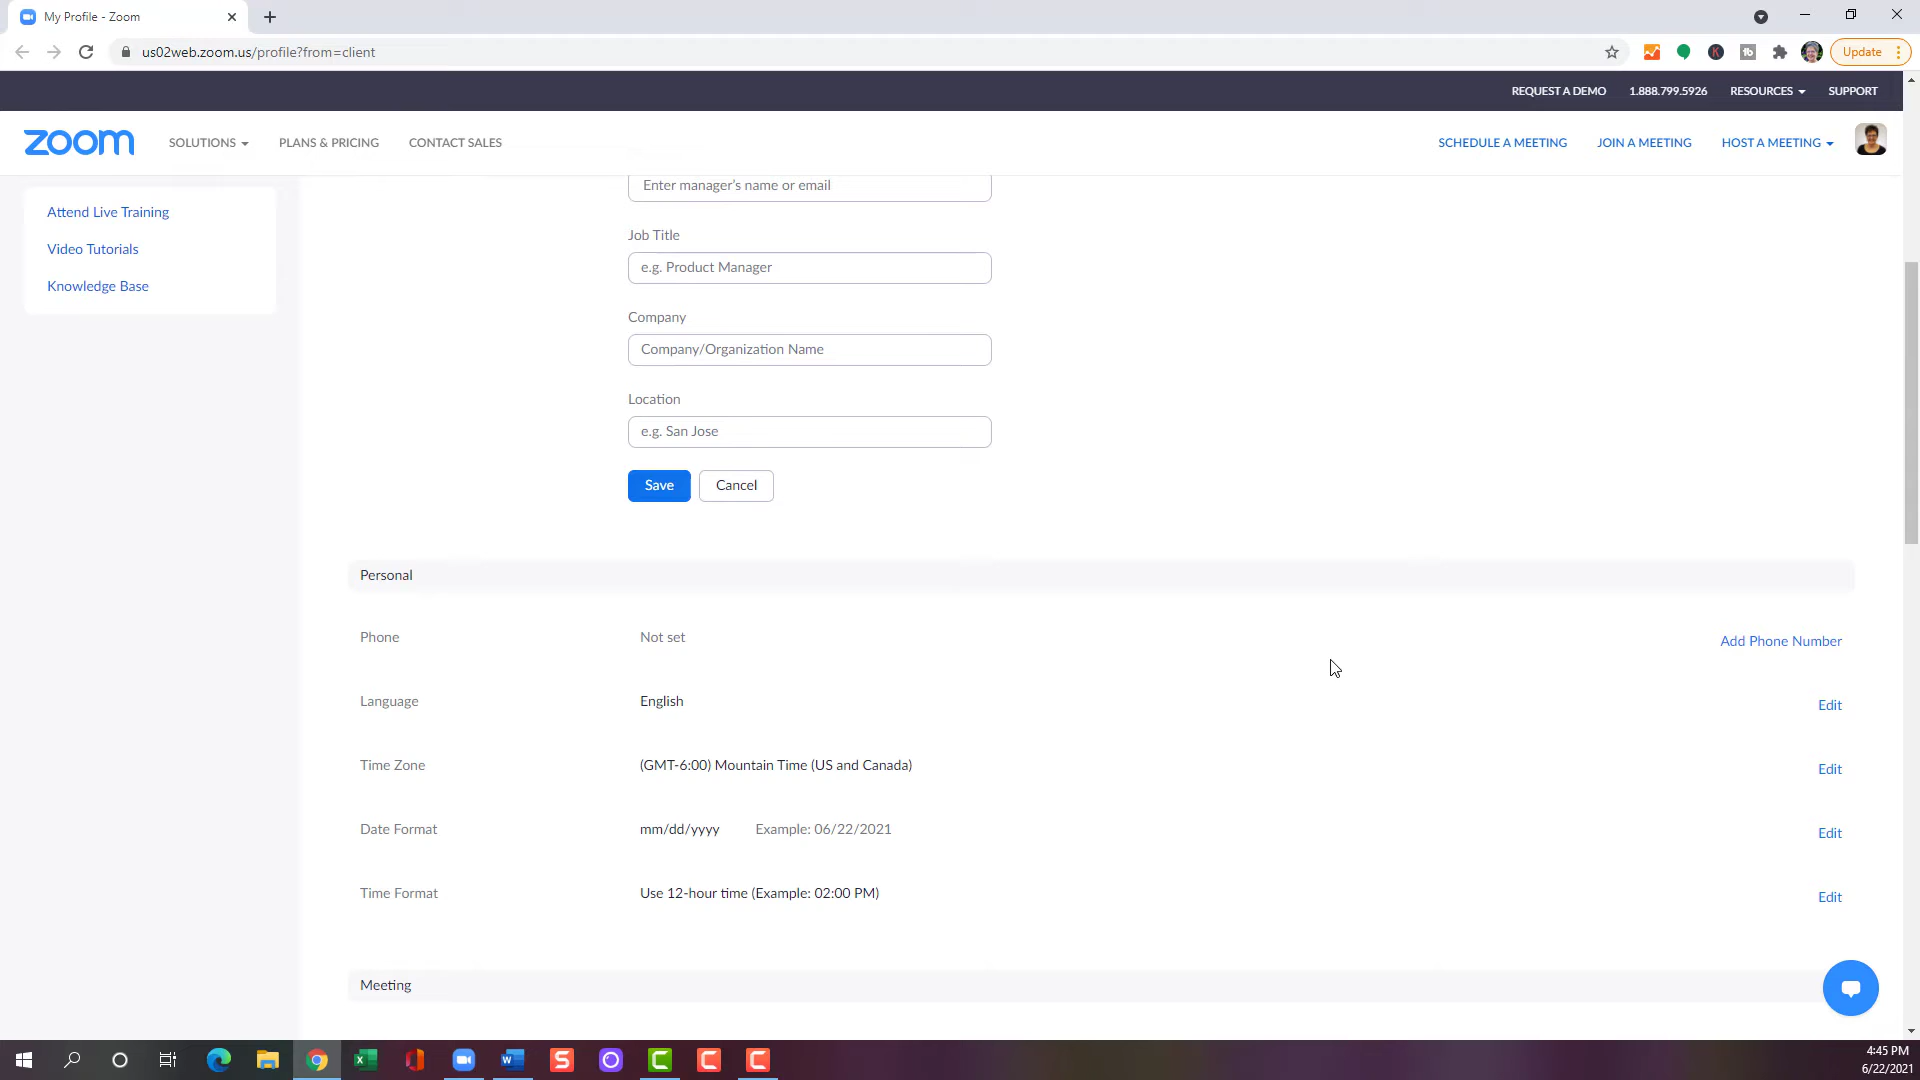 My Profile - Zoom
us02web.zoom.us/profile?from=client
Update
REQUEST A DEMO 1.888.799.5926 RESOURCES SUPPORT
zoom SOLUTIONS PLANS & PRICING CONTACT SALES SCHEDULE A MEETING JOIN A MEETING HOST A MEETING
Attend Live Training
Video Tutorials
Knowledge Base
Enter manager's name or email
Job Title
e.g. Product Manager
Company
Company/Organization Name
Location
e.g. San Jose
Save Cancel
Personal
Phone Not set Add Phone Number
Language English Edit
Time Zone (GMT-6:00) Mountain Time (US and Canada) Edit
Date Format mm/dd/yyyy Example: 06/22/2021 Edit
Time Format Use 12-hour time (Example: 02:00 PM) Edit
Meeting
4:45 PM
6/22/2021